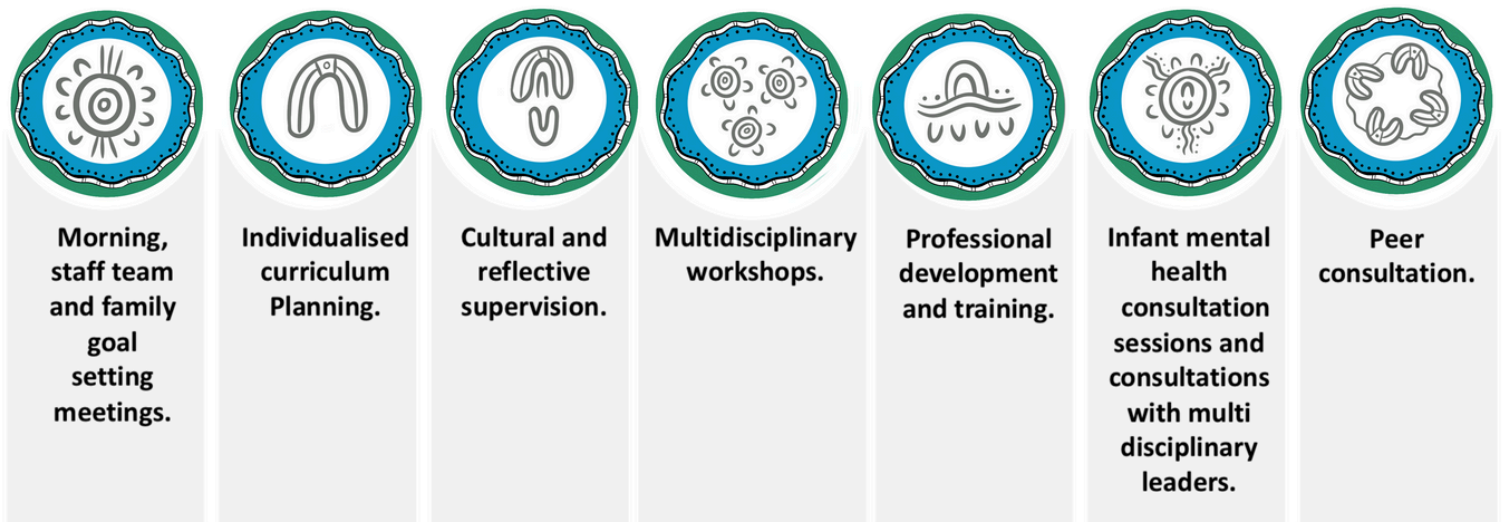 Morning,
staff team
and family
goal
setting
meetings.
Individualised
curriculum
Planning.
Cultural and
reflective
supervision.
Multidisciplinary
workshops.
Professional
development
and training.
Infant mental
health
consultation
sessions and
consultations
with multi
disciplinary
leaders.
Peer
consultation.